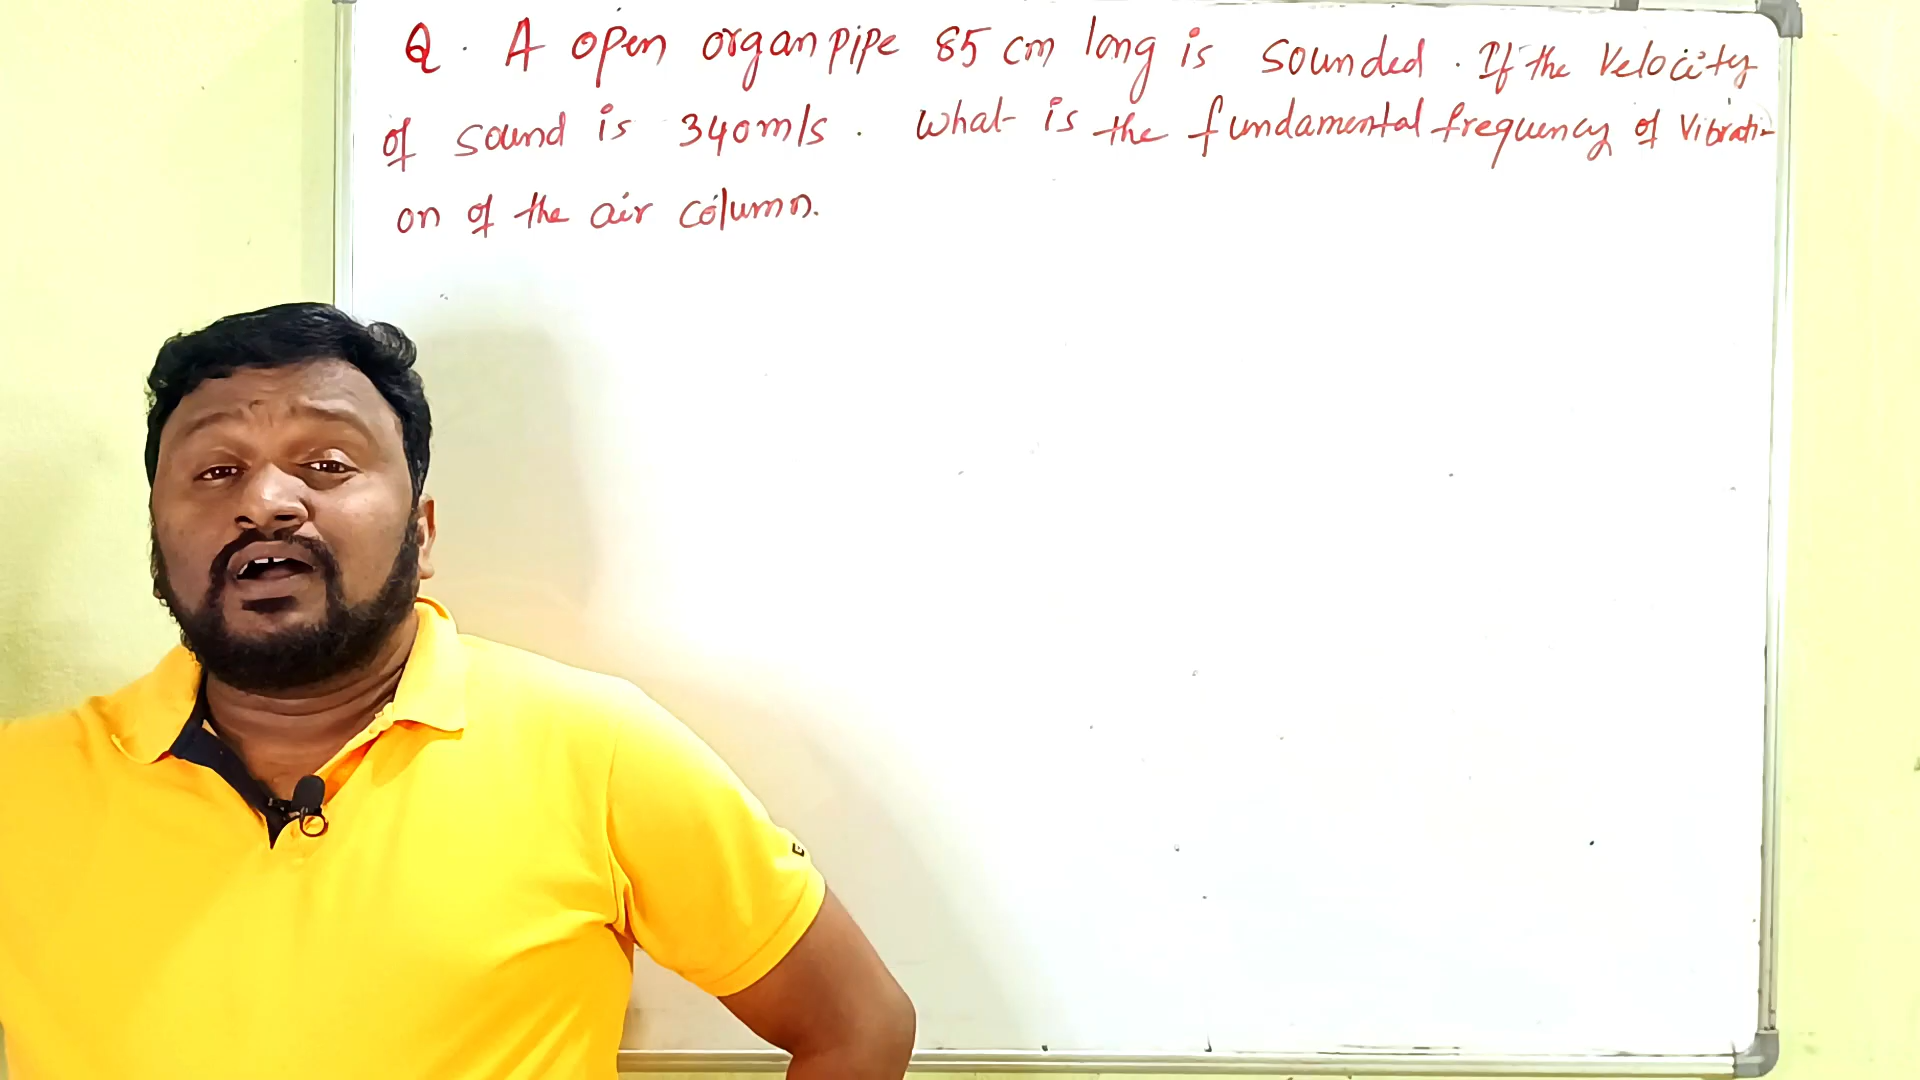 Q. A open organ pipe 85 cm long is sounded. If the velocity
of sound is 340m/s. What is the fundamental frequency of vibrati-
on of the air column.